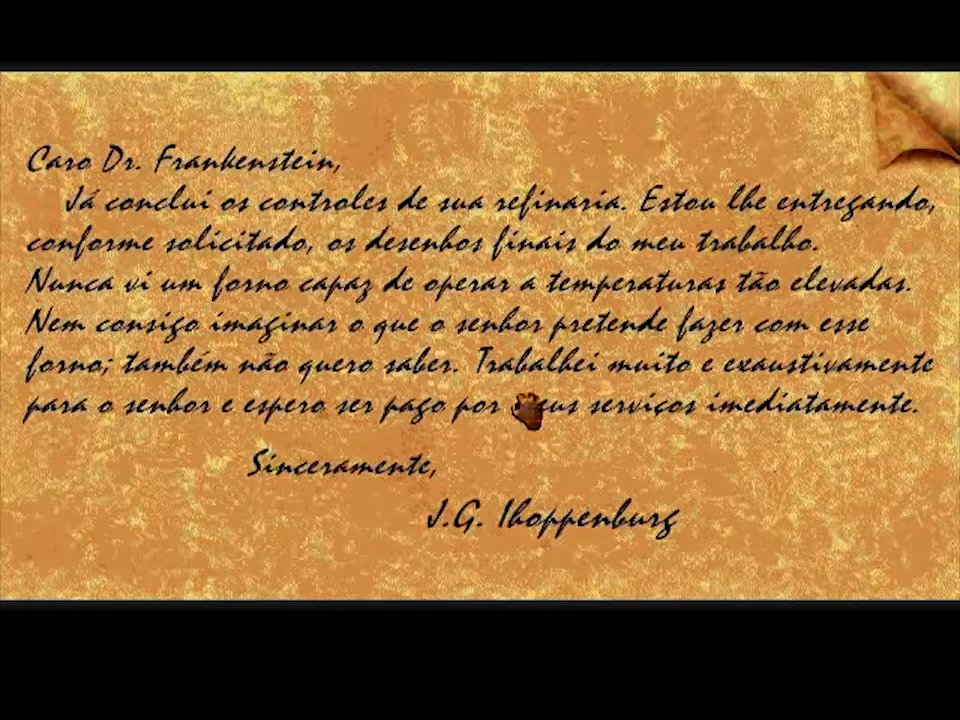 Caro Dr. Frankenstein,
Já conclui os controles de sua refinaria. Estou lhe entregando,
conforme solicitado, os desenhos finais do meu trabalho.
Nunca vi um forno capaz de operar a temperaturas tão elevadas.
Nem consigo imaginar o que o senhor pretende fazer com esse
forno; também não quero saber. Trabalhei muito e exaustivamente
para o senhor e espero ser pago por serviços imediatamente.
Sinceramente,
J.G. Ihoppenburg